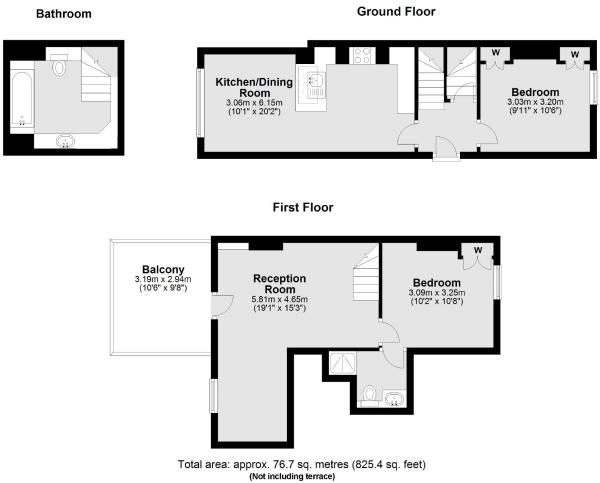 Bathroom
Ground Floor
Kitchen/Dining
Room
3.06m x 6.15m
(10'1" x 20'2")
W
W
Bedroom
3.03m x 3.20m
(9'11" x 10'6")
First Floor
Balcony
3.19m x 2.94m
(10'6" x 9'8")
Reception
Room
5.81m x 4.65m
(19'1" x 15'3")
W
Bedroom
3.09m x 3.25m
(10'2" x 10'8")
Total area: approx. 76.7 sq. metres (825.4 sq. feet)
(Not including terrace)